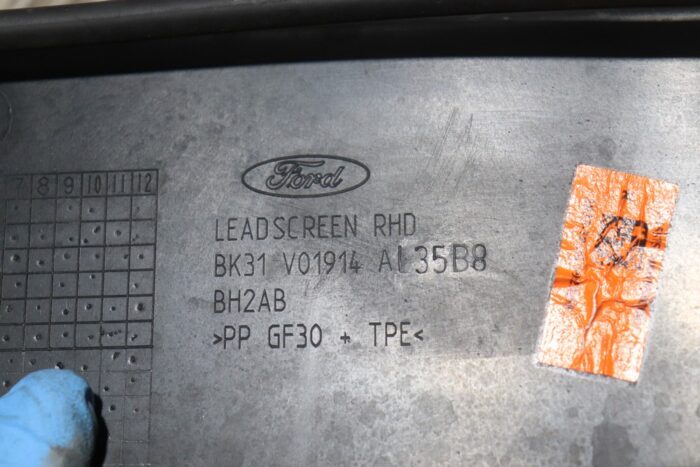 7 8 9 10 11 12
Ford
LEADSCREEN RHD
BK31 V01914 AL35B8
BH2AB
>PP GF30 + TPE<